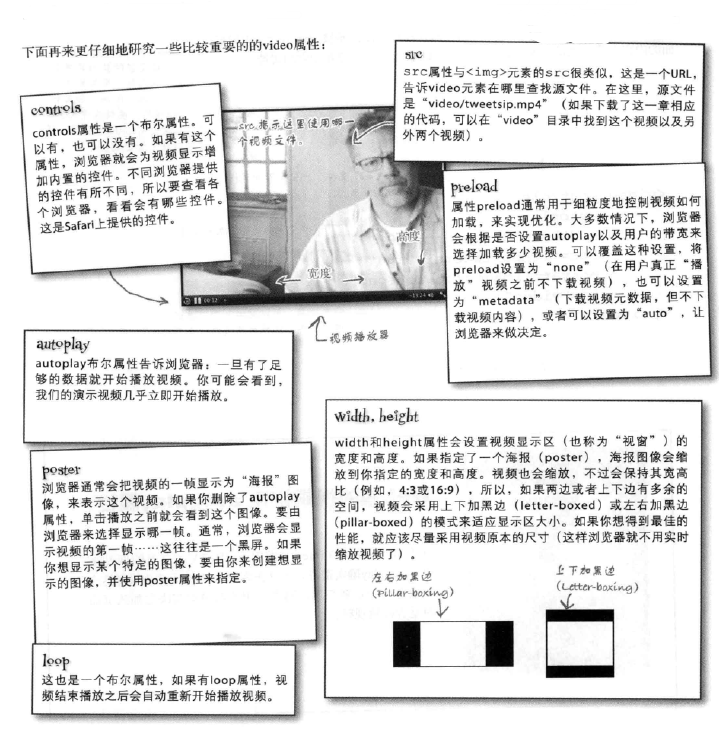 下面再来更仔细地研究一些比较重要的的video属性：
controls
controls属性是一个布尔属性。可
以有，也可以没有。如果有这个
属性，浏览器就会为视频显示增
加内置的控件。不同浏览器提供
的控件有所不同，所以要查看各
个浏览器，看看会有哪些控件。
这是Safari上提供的控件。
src指示这里使用哪一
个视频文件。
高度
宽度
视频播放器
src
src属性与<img>元素的src很类似，这是一个URL，
告诉video元素在哪里查找源文件。在这里，源文件
是“video/tweetsip.mp4”（如果下载了这一章相应
的代码，可以在“video”目录中找到这个视频以及另
外两个视频）。
preload
属性preload通常用于细粒度地控制视频如何
加载，来实现优化。大多数情况下，浏览器
会根据是否设置autoplay以及用户的带宽来
选择加载多少视频。可以覆盖这种设置，将
preload设置为“none”（在用户真正“播
放”视频之前不下载视频），也可以设置
为“metadata”（下载视频元数据，但不下
载视频内容），或者可以设置为“auto”，让
浏览器来做决定。
autoplay
autoplay布尔属性告诉浏览器：一旦有了足
够的数据就开始播放视频。你可能会看到，
我们的演示视频几乎立即开始播放。
poster
浏览器通常会把视频的一帧显示为“海报”图
像，来表示这个视频。如果你删除了autoplay
属性，单击播放之前就会看到这个图像。要由
浏览器来选择显示哪一帧。通常，浏览器会显
示视频的第一帧……这往往是一个黑屏。如果
你想显示某个特定的图像，要由你来创建想显
示的图像，并使用poster属性来指定。
loop
这也是一个布尔属性，如果有loop属性，视
频结束播放之后会自动重新开始播放视频。
Width, height
width和height属性会设置视频显示区（也称为“视窗”）的
宽度和高度。如果指定了一个海报（poster），海报图像会缩
放到你指定的宽度和高度。视频也会缩放，不过会保持其宽高
比（例如，4:3或16:9），所以，如果两边或者上下边有多余的
空间，视频会采用上下加黑边（letter-boxed）或左右加黑边
(pillar-boxed）的模式来适应显示区大小。如果你想得到最佳的
性能，就应该尽量采用视频原本的尺寸（这样浏览器就不用实时
缩放视频了）。
左右加黑边
(Pillar-boxing)
上下加黑边
(Letter-boxing)